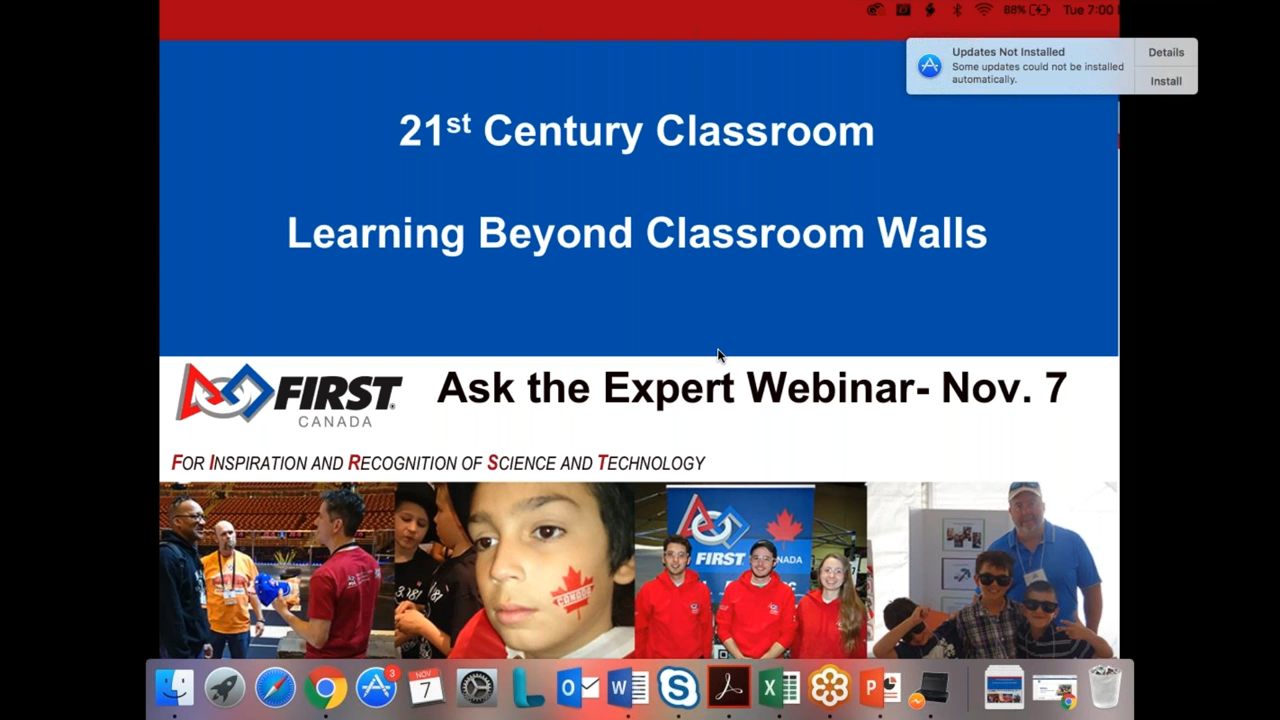 88% Tue 7:00
Updates Not Installed
Details
Some updates could not be installed
automatically.
Install
21st Century Classroom
Learning Beyond Classroom Walls
FIRST®
CANADA
Ask the Expert Webinar- Nov. 7
FOR INSPIRATION AND RECOGNITION OF SCIENCE AND TECHNOLOGY
FIRST
NOV
7
3